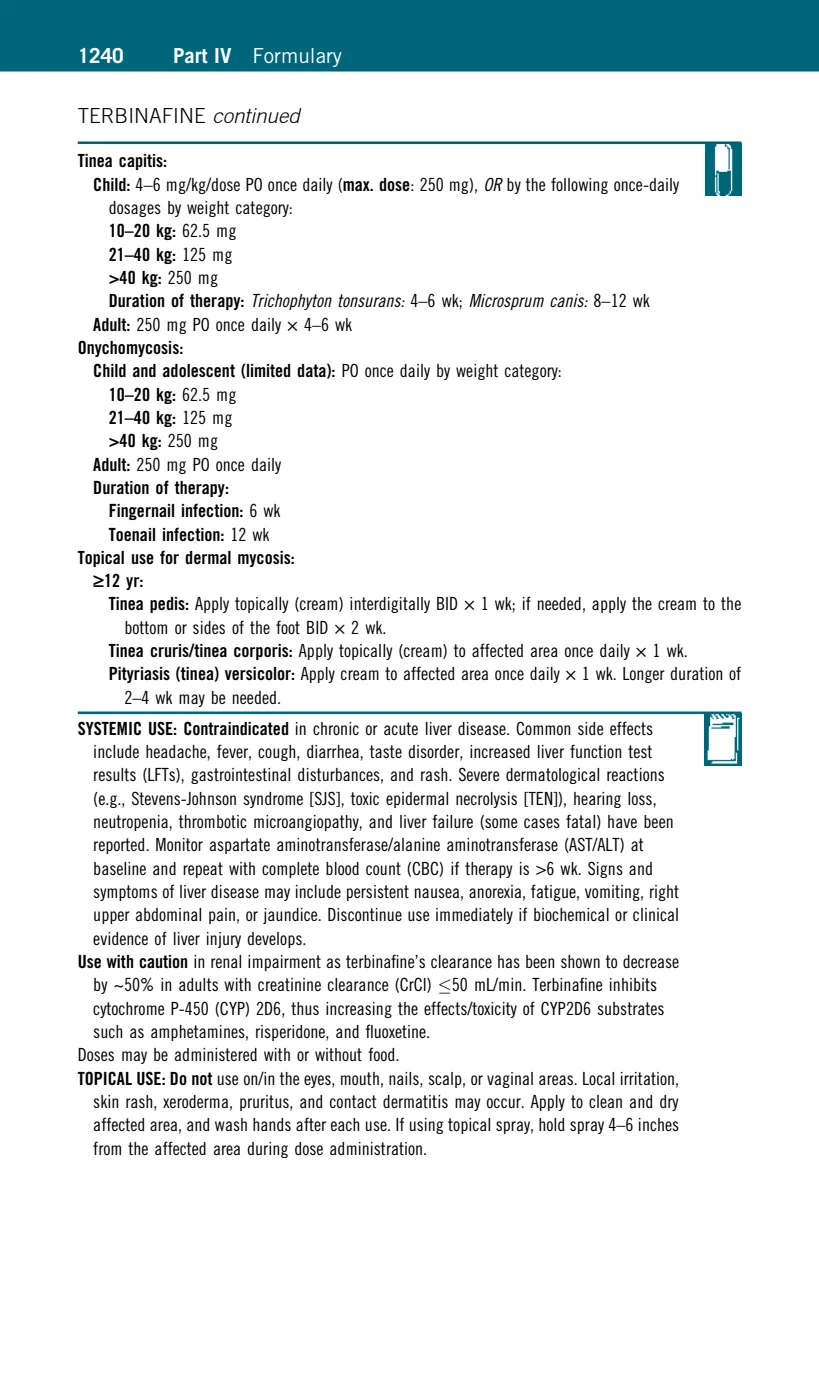 1240 Part IV Formulary
TERBINAFINE continued
Tinea capitis:
Child: 4–6 mg/kg/dose PO once daily (max. dose: 250 mg), OR by the following once-daily
dosages by weight category:
10–20 kg: 62.5 mg
21–40 kg: 125 mg
>40 kg: 250 mg
Duration of therapy: Trichophyton tonsurans: 4–6 wk; Microsprum canis: 8–12 wk
Adult: 250 mg PO once daily × 4–6 wk
Onychomycosis:
Child and adolescent (limited data): PO once daily by weight category:
10–20 kg: 62.5 mg
21–40 kg: 125 mg
>40 kg: 250 mg
Adult: 250 mg PO once daily
Duration of therapy:
Fingernail infection: 6 wk
Toenail infection: 12 wk
Topical use for dermal mycosis:
≥12 yr:
Tinea pedis: Apply topically (cream) interdigitally BID × 1 wk; if needed, apply the cream to the
bottom or sides of the foot BID × 2 wk.
Tinea cruris/tinea corporis: Apply topically (cream) to affected area once daily × 1 wk.
Pityriasis (tinea) versicolor: Apply cream to affected area once daily × 1 wk. Longer duration of
2–4 wk may be needed.
SYSTEMIC USE: Contraindicated in chronic or acute liver disease. Common side effects
include headache, fever, cough, diarrhea, taste disorder, increased liver function test
results (LFTs), gastrointestinal disturbances, and rash. Severe dermatological reactions
(e.g., Stevens-Johnson syndrome [SJS], toxic epidermal necrolysis [TEN]), hearing loss,
neutropenia, thrombotic microangiopathy, and liver failure (some cases fatal) have been
reported. Monitor aspartate aminotransferase/alanine aminotransferase (AST/ALT) at
baseline and repeat with complete blood count (CBC) if therapy is >6 wk. Signs and
symptoms of liver disease may include persistent nausea, anorexia, fatigue, vomiting, right
upper abdominal pain, or jaundice. Discontinue use immediately if biochemical or clinical
evidence of liver injury develops.
Use with caution in renal impairment as terbinafine's clearance has been shown to decrease
by ~50% in adults with creatinine clearance (CrCl) ≤50 mL/min. Terbinafine inhibits
cytochrome P-450 (CYP) 2D6, thus increasing the effects/toxicity of CYP2D6 substrates
such as amphetamines, risperidone, and fluoxetine.
Doses may be administered with or without food.
TOPICAL USE: Do not use on/in the eyes, mouth, nails, scalp, or vaginal areas. Local irritation,
skin rash, xeroderma, pruritus, and contact dermatitis may occur. Apply to clean and dry
affected area, and wash hands after each use. If using topical spray, hold spray 4–6 inches
from the affected area during dose administration.